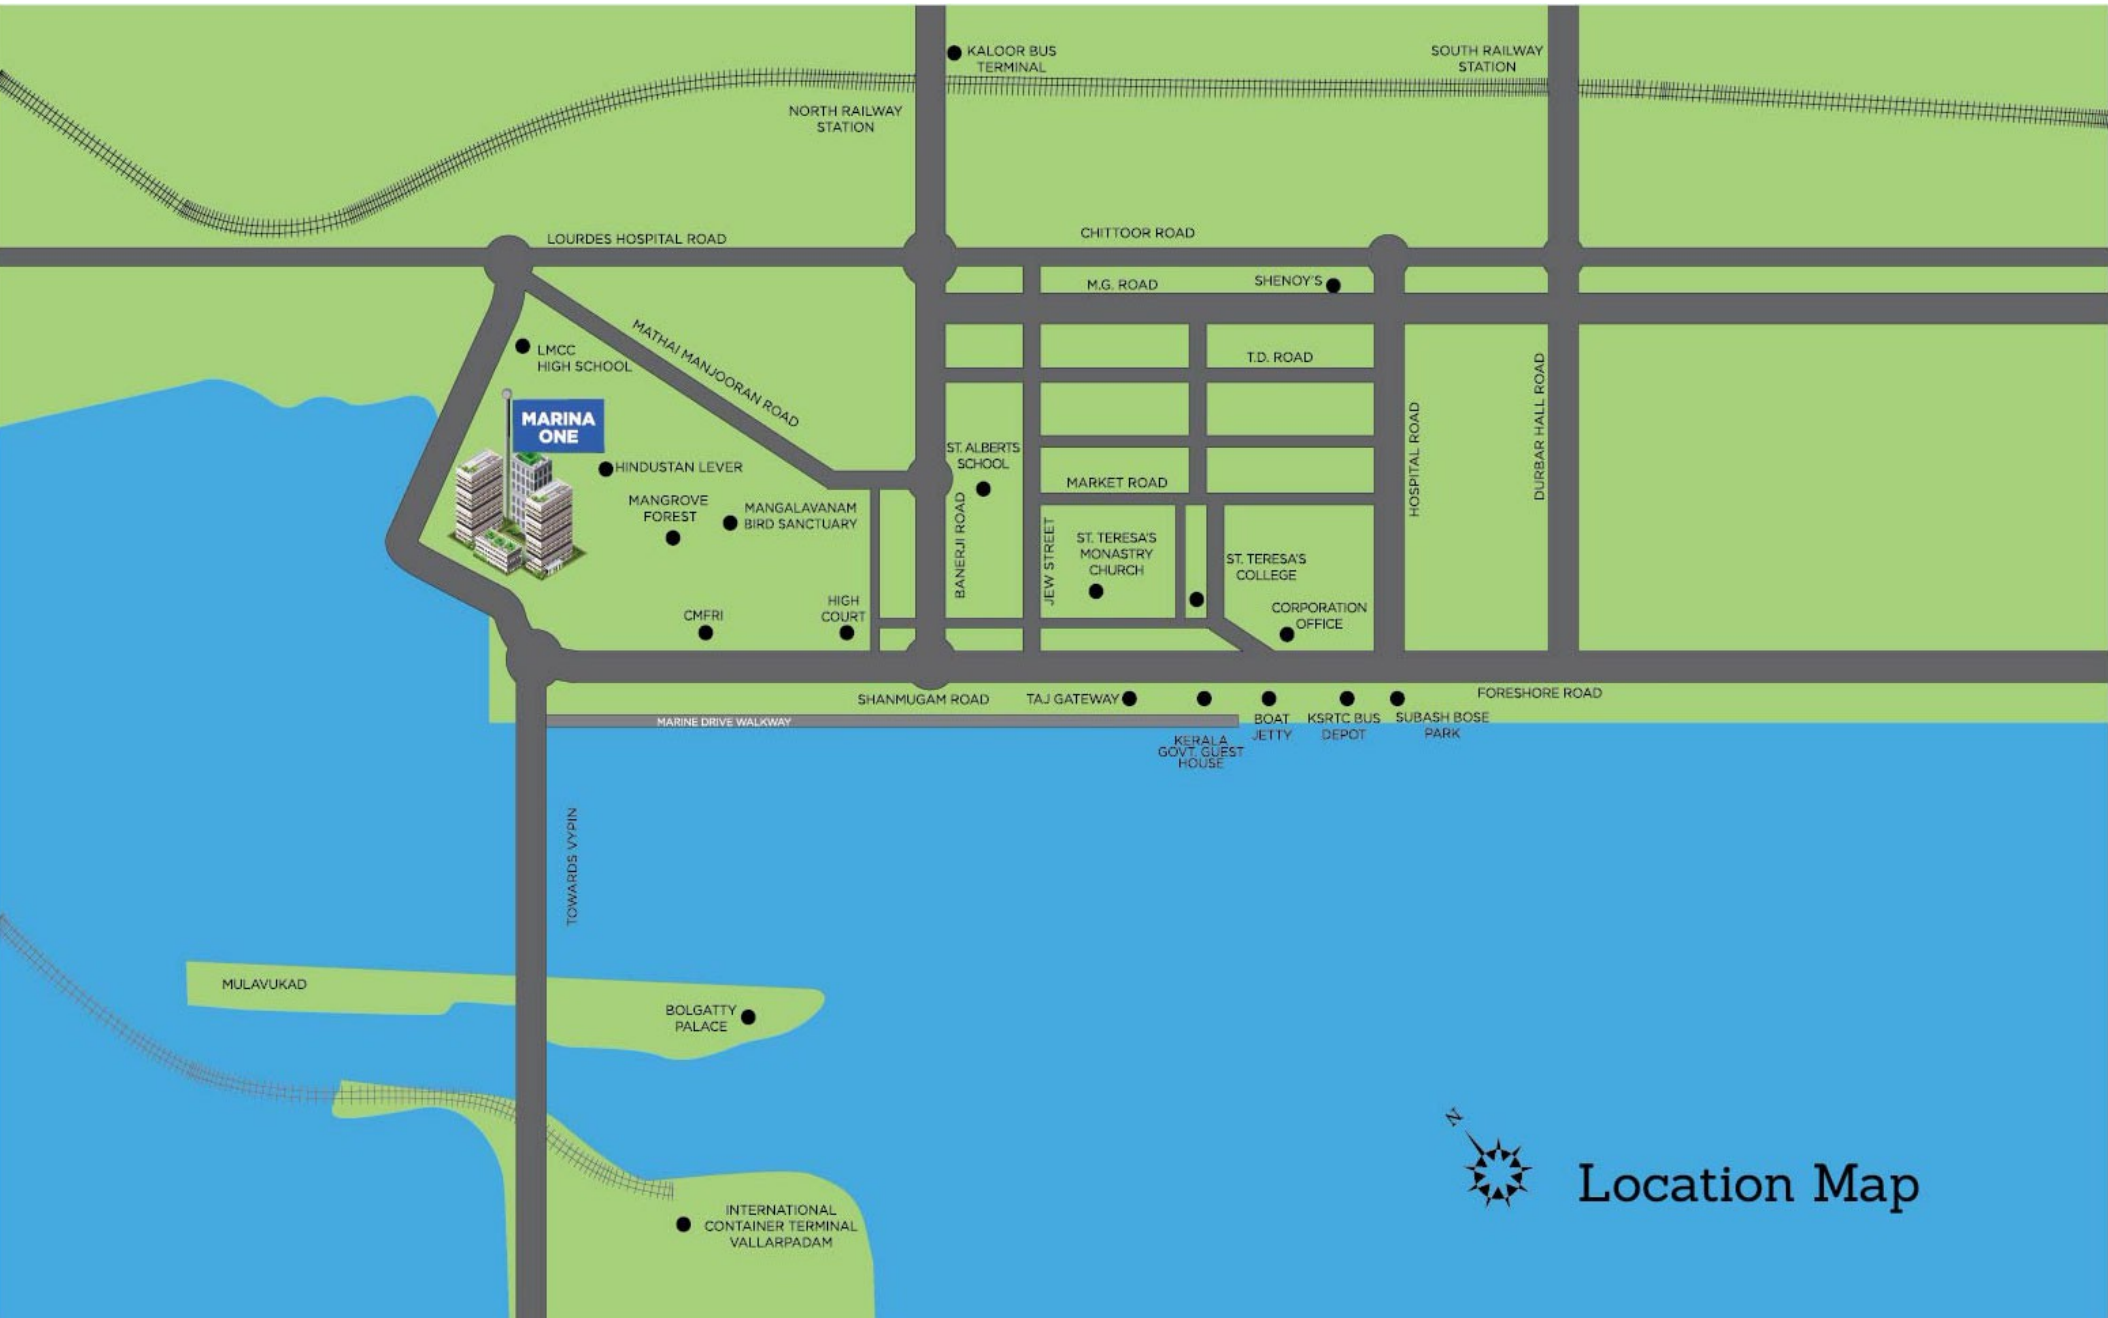 KALOOR BUS
TERMINAL
SOUTH RAILWAY
STATION
NORTH RAILWAY
STATION
LOURDES HOSPITAL ROAD
CHITTOOR ROAD
M.G. ROAD
SHENOY'S
MATHAI MANJOORAN ROAD
LMCC
HIGH SCHOOL
T.D. ROAD
MARINA
ONE
HINDUSTAN LEVER
MANGROVE
FOREST
MANGALAVANAM
BIRD SANCTUARY
ST. ALBERTS
SCHOOL
MARKET ROAD
HOSPITAL ROAD
DURBAR HALL ROAD
BANERJI ROAD
JEW STREET
ST. TERESA'S
MONASTRY
CHURCH
ST. TERESA'S
COLLEGE
CORPORATION
OFFICE
CMFRI
HIGH
COURT
SHANMUGAM ROAD
TAJ GATEWAY
FORESHORE ROAD
MARINE DRIVE WALKWAY
KERALA
GOVT. GUEST
HOUSE
BOAT
JETTY
KSRTC BUS
DEPOT
SUBASH BOSE
PARK
TOWARDS VYPIN
MULAVUKAD
BOLGATTY
PALACE
INTERNATIONAL
CONTAINER TERMINAL
VALLARPADAM
N
Location Map